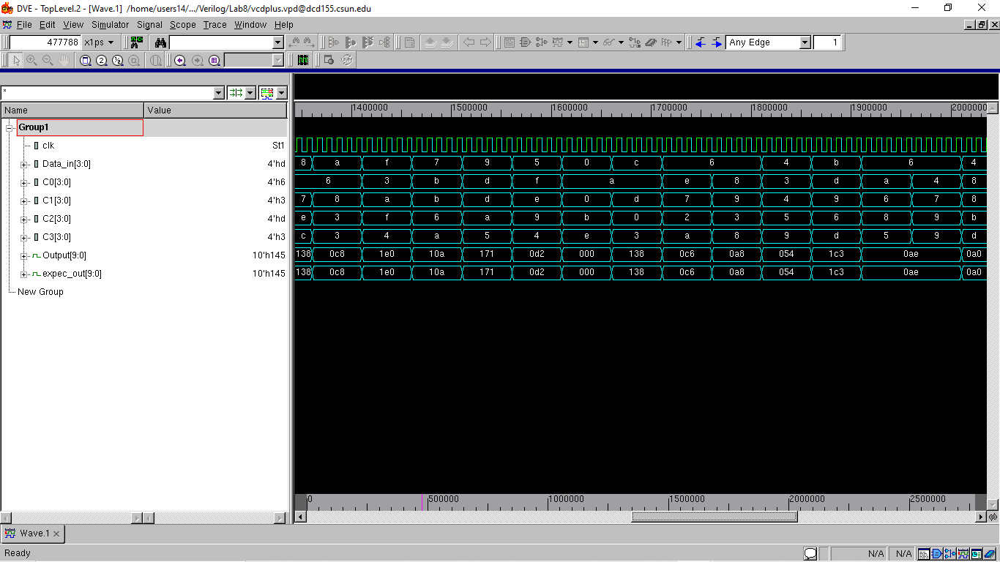 DVE - TopLevel.2 - [Wave.1] /home/users14/.../Verilog/Lab8/vcdplus.vpd@dcd155.csun.edu
File Edit View Simulator Signal Scope Trace Window Help
477788 x1ps Any Edge 1
*
Name Value 1400000 1500000 1600000 1700000 1800000 1900000 2000000
Group1
clk St1
Data_in[3:0] 4'hd 8 a f 7 9 5 0 c 6 4 b 6 4
C0[3:0] 4'h6 6 3 b d f a e 8 3 d a 4 8
C1[3:0] 4'h3 7 8 a b d e 0 d 7 9 4 9 6 7 8
C2[3:0] 4'hd e 3 f 6 a 9 b 0 2 3 5 6 8 9 b
C3[3:0] 4'h3 c 3 4 a 5 4 e 3 a 8 9 d 5 9 d
Output[9:0] 10'h145 138 0c8 1e0 10a 171 0d2 000 138 0c6 0a8 054 1c3 0ae 0a0
expec_out[9:0] 10'h145 138 0c8 1e0 10a 171 0d2 000 138 0c6 0a8 054 1c3 0ae 0a0
New Group
0 500000 1000000 1500000 2000000 2500000
Wave.1
Ready N/A N/A